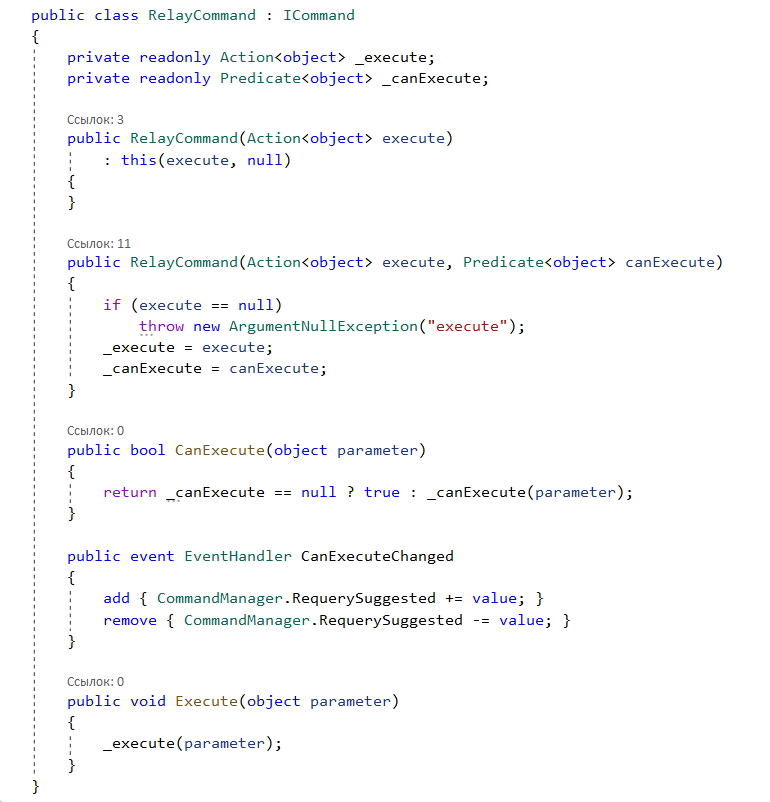 public class RelayCommand : ICommand
{
    private readonly Action<object> _execute;
    private readonly Predicate<object> _canExecute;

    Ссылок: 3
    public RelayCommand(Action<object> execute)
        : this(execute, null)
    {
    }

    Ссылок: 11
    public RelayCommand(Action<object> execute, Predicate<object> canExecute)
    {
        if (execute == null)
            throw new ArgumentNullException("execute");
        _execute = execute;
        _canExecute = canExecute;
    }

    Ссылок: 0
    public bool CanExecute(object parameter)
    {
        return _canExecute == null ? true : _canExecute(parameter);
    }

    public event EventHandler CanExecuteChanged
    {
        add { CommandManager.RequerySuggested += value; }
        remove { CommandManager.RequerySuggested -= value; }
    }

    Ссылок: 0
    public void Execute(object parameter)
    {
        _execute(parameter);
    }
}